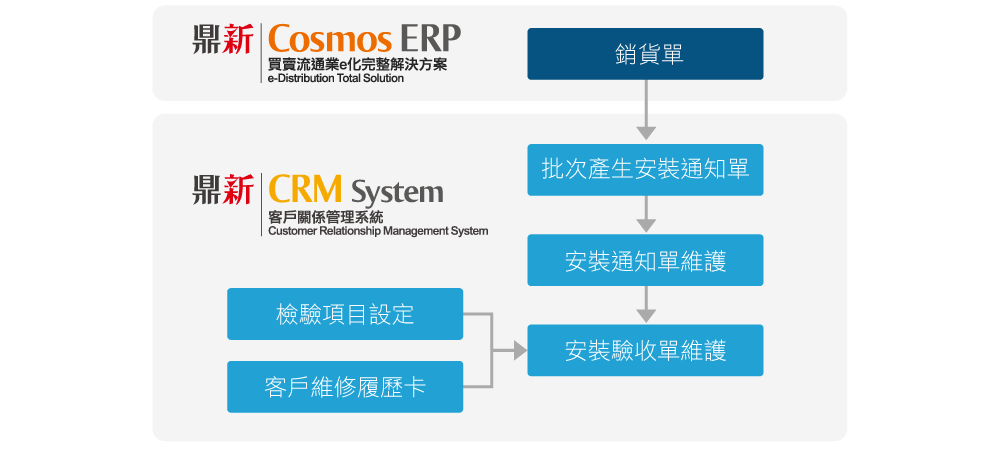 鼎新 Cosmos ERP
買賣流通業e化完整解決方案
e-Distribution Total Solution
銷貨單
批次產生安裝通知單
鼎新 CRM System
客戶關係管理系統
Customer Relationship Management System
安裝通知單維護
檢驗項目設定
安裝驗收單維護
客戶維修履歷卡